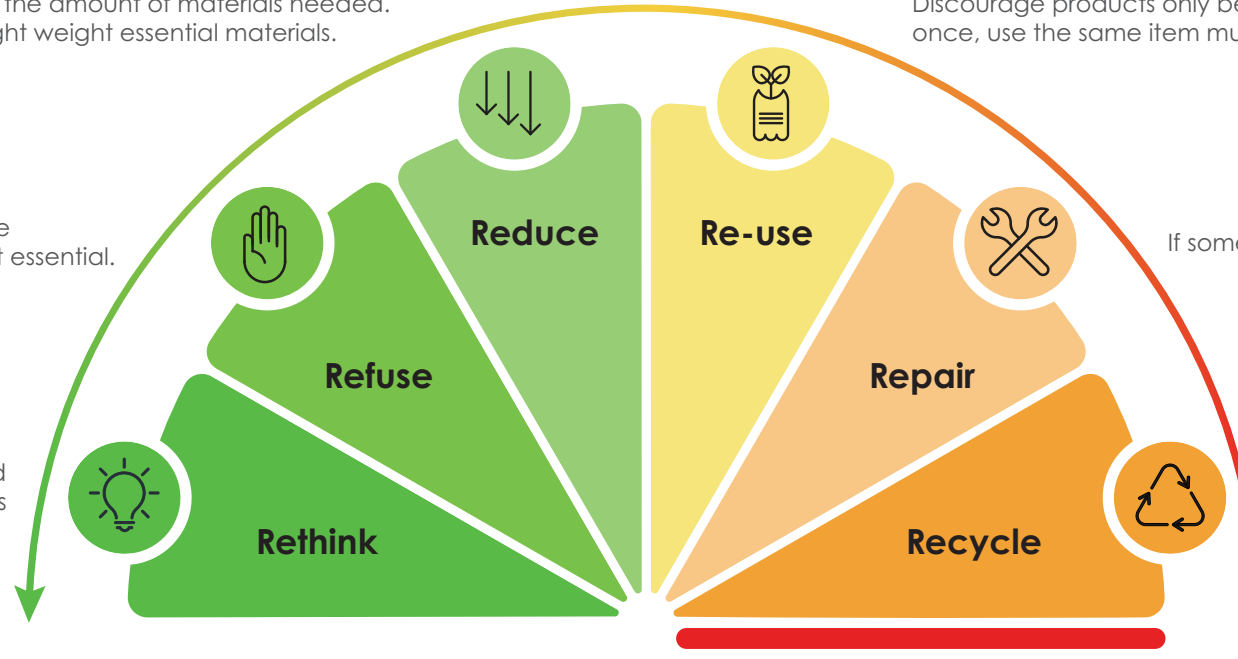 the amount of materials needed.
ght weight essential materials.
Discourage products only be
once, use the same item mu
Reduce
Re-use
e
t essential.
If some
Refuse
Repair
d
s
Rethink
Recycle